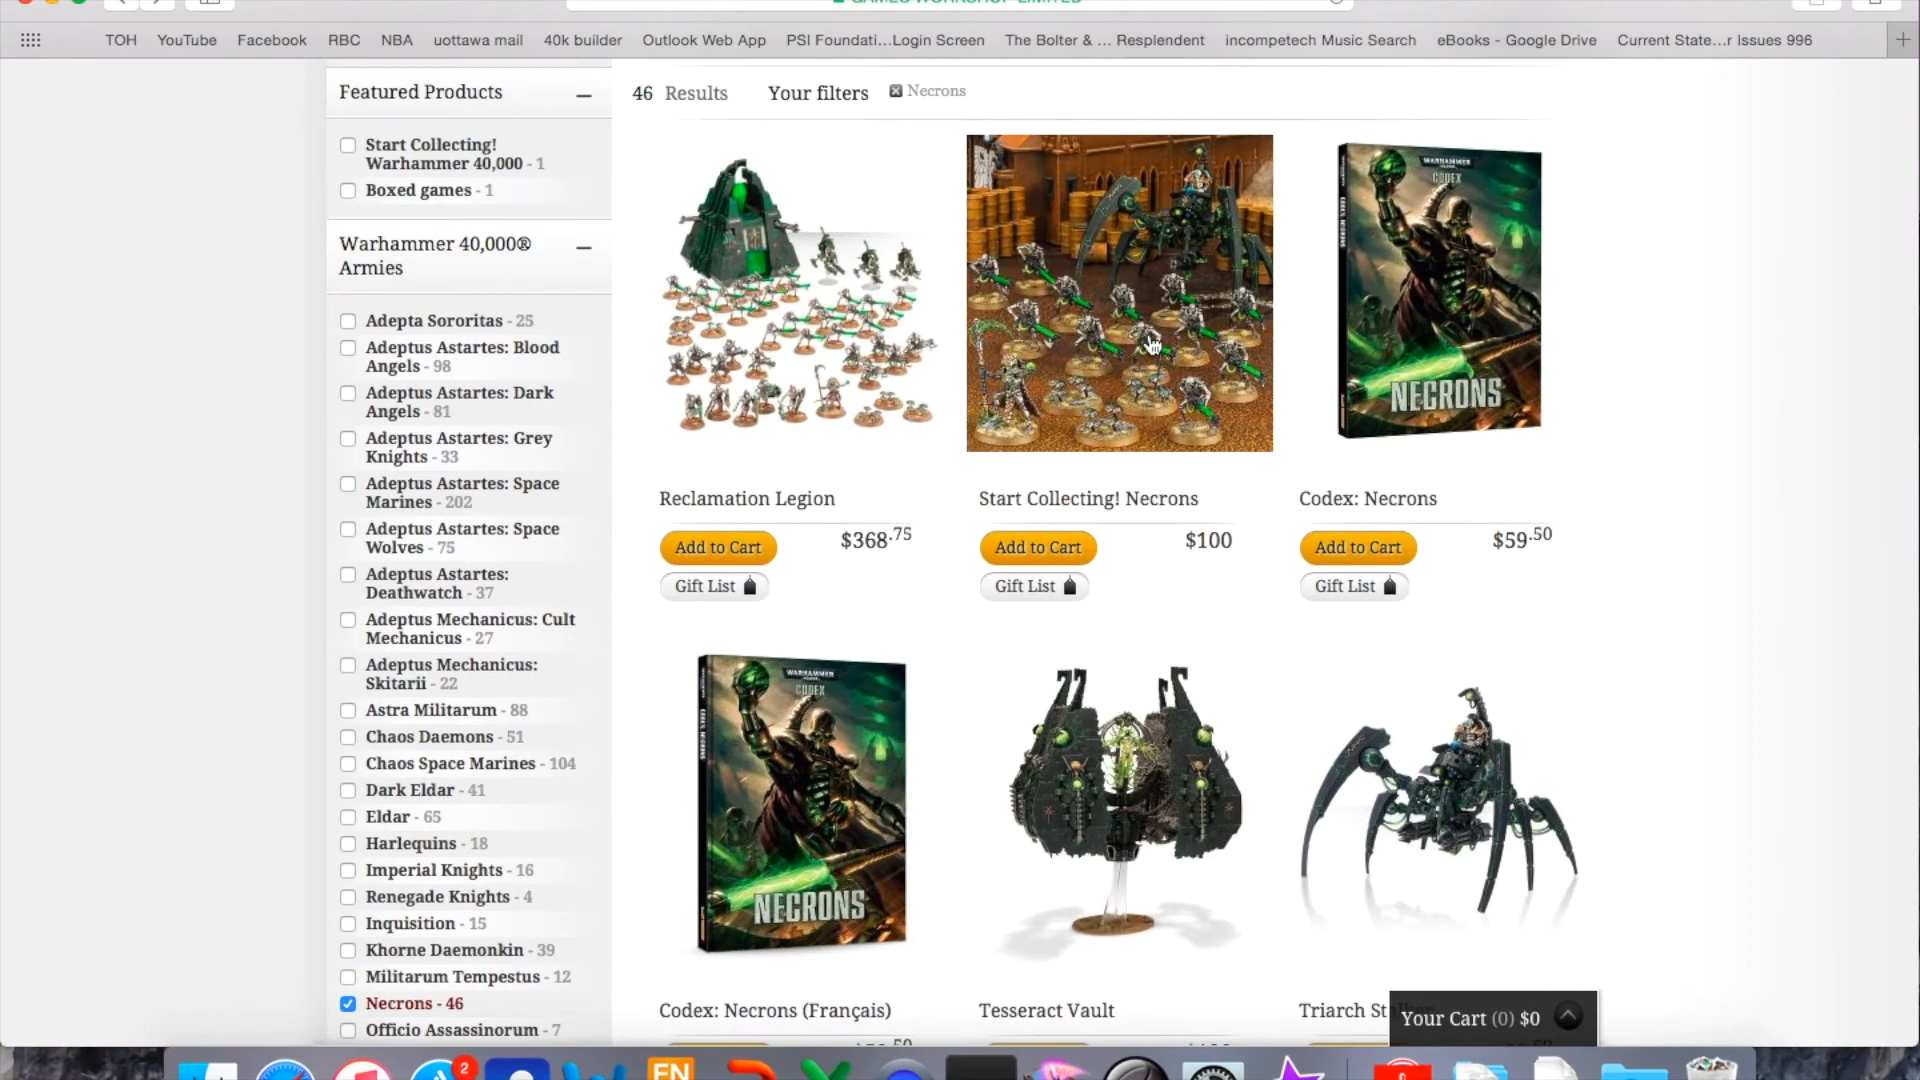 TOH YouTube Facebook RBC NBA uottawa mail 40k builder Outlook Web App PSI Foundati...Login Screen The Bolter & ... Resplendent incompetech Music Search eBooks - Google Drive Current State...r Issues 996
Featured Products
Start Collecting!
Warhammer 40,000 - 1
Boxed games - 1
Warhammer 40,000®
Armies
Adepta Sororitas - 25
Adeptus Astartes: Blood
Angels - 98
Adeptus Astartes: Dark
Angels - 81
Adeptus Astartes: Grey
Knights - 33
Adeptus Astartes: Space
Marines - 202
Adeptus Astartes: Space
Wolves - 75
Adeptus Astartes:
Deathwatch - 37
Adeptus Mechanicus: Cult
Mechanicus - 27
Adeptus Mechanicus:
Skitarii - 22
Astra Militarum - 88
Chaos Daemons - 51
Chaos Space Marines - 104
Dark Eldar - 41
Eldar - 65
Harlequins - 18
Imperial Knights - 16
Renegade Knights - 4
Inquisition - 15
Khorne Daemonkin - 39
Militarum Tempestus - 12
Necrons - 46
Officio Assassinorum - 7
46 Results Your filters Necrons
WARHAMMER
CODEX
NECRONS
Reclamation Legion
Add to Cart $368.75
Gift List
Start Collecting! Necrons
Add to Cart $100
Gift List
Codex: Necrons
Add to Cart $59.50
Gift List
WARHAMMER
CODEX
NECRONS
Codex: Necrons (Français)
Tesseract Vault
Triarch St
Your Cart (0) $0
2
EN